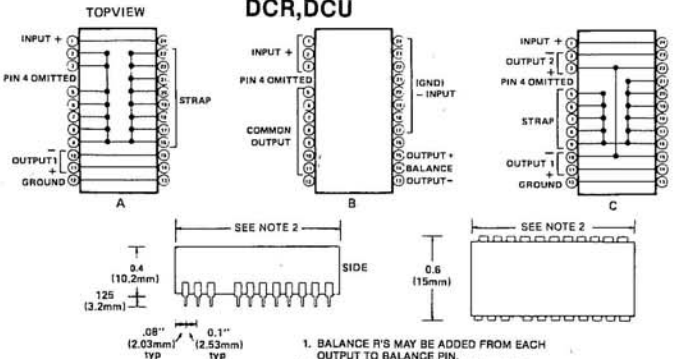 DCR,DCU
TOPVIEW
INPUT +
PIN 4 OMITTED
STRAP
OUTPUT 1
−
+
GROUND
A
INPUT +
PIN 4 OMITTED
COMMON
OUTPUT
(GND)
− INPUT
OUTPUT +
BALANCE
OUTPUT−
B
INPUT +
OUTPUT 2
−
+
PIN 4 OMITTED
STRAP
OUTPUT 1
−
+
GROUND
C
SEE NOTE 2
SIDE
0.4
(10,2mm)
125
(3.2mm)
.08"
(2.03mm)
TYP
0.1"
(2.53mm)
TYP
SEE NOTE 2
0.6
(15mm)
1. BALANCE R'S MAY BE ADDED FROM EACH
OUTPUT TO BALANCE PIN.